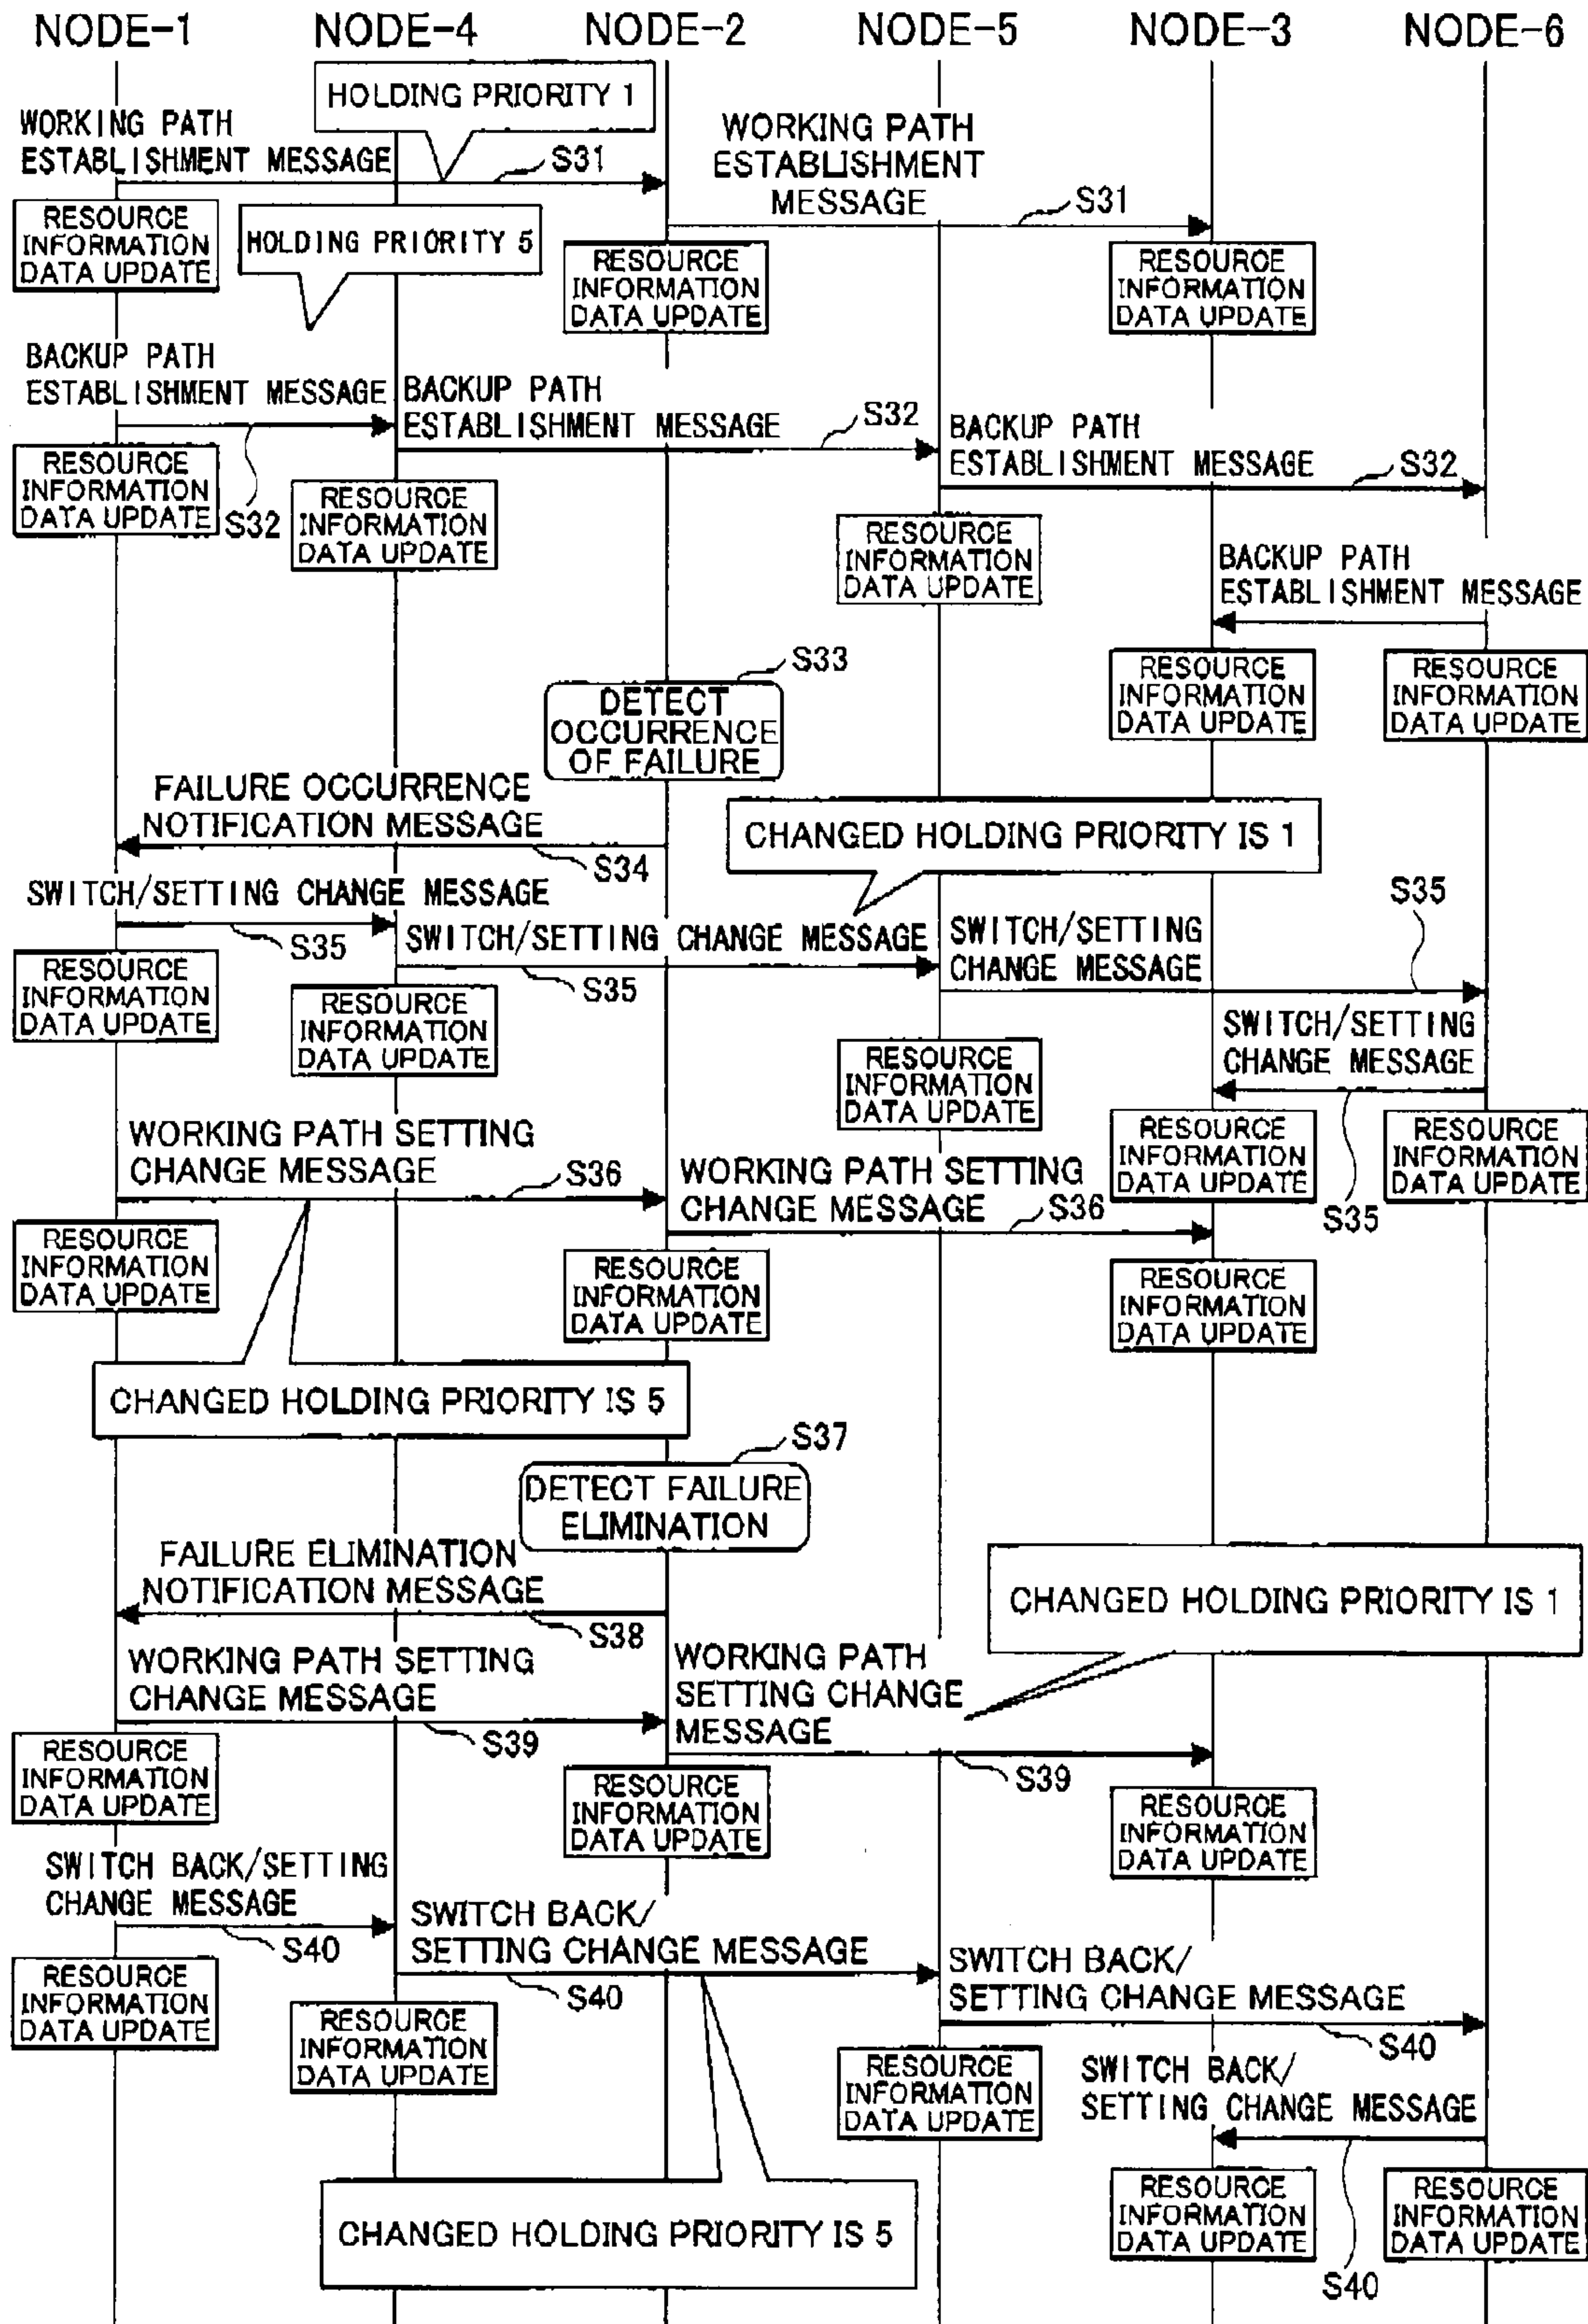 NODE-1 NODE-4 NODE-2 NODE-5 NODE-3 NODE-6
HOLDING PRIORITY 1
WORKING PATH
ESTABLISHMENT MESSAGE
S31
WORKING PATH
ESTABLISHMENT
MESSAGE
S31
RESOURCE
INFORMATION
DATA UPDATE
HOLDING PRIORITY 5
RESOURCE
INFORMATION
DATA UPDATE
RESOURCE
INFORMATION
DATA UPDATE
BACKUP PATH
ESTABLISHMENT MESSAGE
S32
BACKUP PATH
ESTABLISHMENT MESSAGE
S32
BACKUP PATH
ESTABLISHMENT MESSAGE
S32
RESOURCE
INFORMATION
DATA UPDATE
RESOURCE
INFORMATION
DATA UPDATE
RESOURCE
INFORMATION
DATA UPDATE
BACKUP PATH
ESTABLISHMENT MESSAGE
RESOURCE
INFORMATION
DATA UPDATE
RESOURCE
INFORMATION
DATA UPDATE
S33
DETECT
OCCURRENCE
OF FAILURE
FAILURE OCCURRENCE
NOTIFICATION MESSAGE
S34
CHANGED HOLDING PRIORITY IS 1
SWITCH/SETTING CHANGE MESSAGE
S35
SWITCH/SETTING CHANGE MESSAGE
S35
SWITCH/SETTING
CHANGE MESSAGE
S35
RESOURCE
INFORMATION
DATA UPDATE
RESOURCE
INFORMATION
DATA UPDATE
RESOURCE
INFORMATION
DATA UPDATE
SWITCH/SETTING
CHANGE MESSAGE
S35
RESOURCE
INFORMATION
DATA UPDATE
RESOURCE
INFORMATION
DATA UPDATE
WORKING PATH SETTING
CHANGE MESSAGE
S36
WORKING PATH SETTING
CHANGE MESSAGE
S36
RESOURCE
INFORMATION
DATA UPDATE
RESOURCE
INFORMATION
DATA UPDATE
RESOURCE
INFORMATION
DATA UPDATE
CHANGED HOLDING PRIORITY IS 5
S37
DETECT FAILURE
ELIMINATION
FAILURE ELIMINATION
NOTIFICATION MESSAGE
S38
CHANGED HOLDING PRIORITY IS 1
WORKING PATH SETTING
CHANGE MESSAGE
S39
WORKING PATH
SETTING CHANGE
MESSAGE
S39
RESOURCE
INFORMATION
DATA UPDATE
RESOURCE
INFORMATION
DATA UPDATE
RESOURCE
INFORMATION
DATA UPDATE
SWITCH BACK/SETTING
CHANGE MESSAGE
S40
SWITCH BACK/
SETTING CHANGE MESSAGE
S40
SWITCH BACK/
SETTING CHANGE MESSAGE
S40
RESOURCE
INFORMATION
DATA UPDATE
RESOURCE
INFORMATION
DATA UPDATE
RESOURCE
INFORMATION
DATA UPDATE
SWITCH BACK/
SETTING CHANGE MESSAGE
S40
RESOURCE
INFORMATION
DATA UPDATE
RESOURCE
INFORMATION
DATA UPDATE
CHANGED HOLDING PRIORITY IS 5